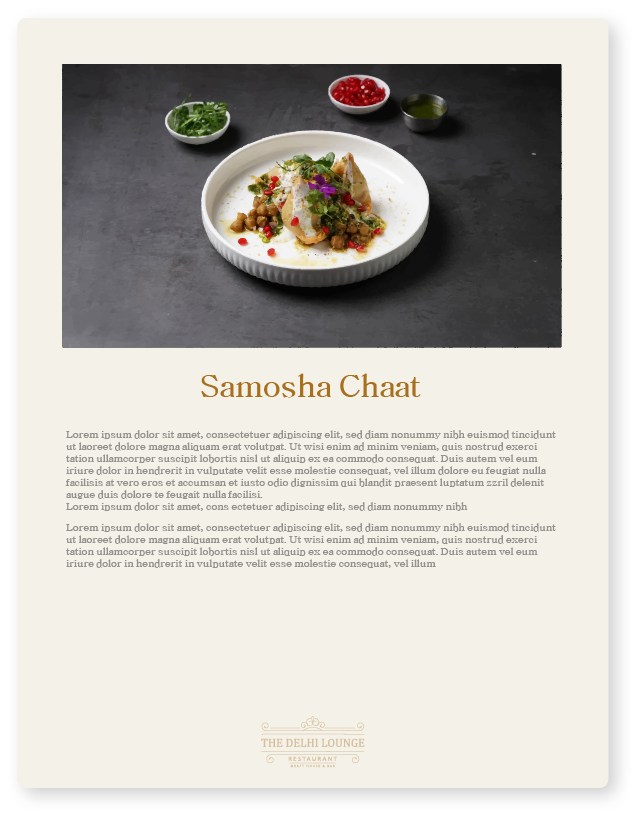 Samosha Chaat
Lorem ipsum dolor sit amet, consectetuer adipiscing elit, sed diam nonummy nibh euismod tincidunt
ut laoreet dolore magna aliquam erat volutpat. Ut wisi enim ad minim veniam, quis nostrud exerci
tation ullamcorper suscipit lobortis nisl ut aliquip ex ea commodo consequat. Duis autem vel eum
iriure dolor in hendrerit in vulputate velit esse molestie consequat, vel illum dolore eu feugiat nulla
facilisis at vero eros et accumsan et iusto odio dignissim qui blandit praesent luptatum zzril delenit
augue duis dolore te feugait nulla facilisi.
Lorem ipsum dolor sit amet, cons ectetuer adipiscing elit, sed diam nonummy nibh
Lorem ipsum dolor sit amet, consectetuer adipiscing elit, sed diam nonummy nibh euismod tincidunt
ut laoreet dolore magna aliquam erat volutpat. Ut wisi enim ad minim veniam, quis nostrud exerci
tation ullamcorper suscipit lobortis nisl ut aliquip ex ea commodo consequat. Duis autem vel eum
iriure dolor in hendrerit in vulputate velit esse molestie consequat, vel illum
THE DELHI LOUNGE
RESTAURANT